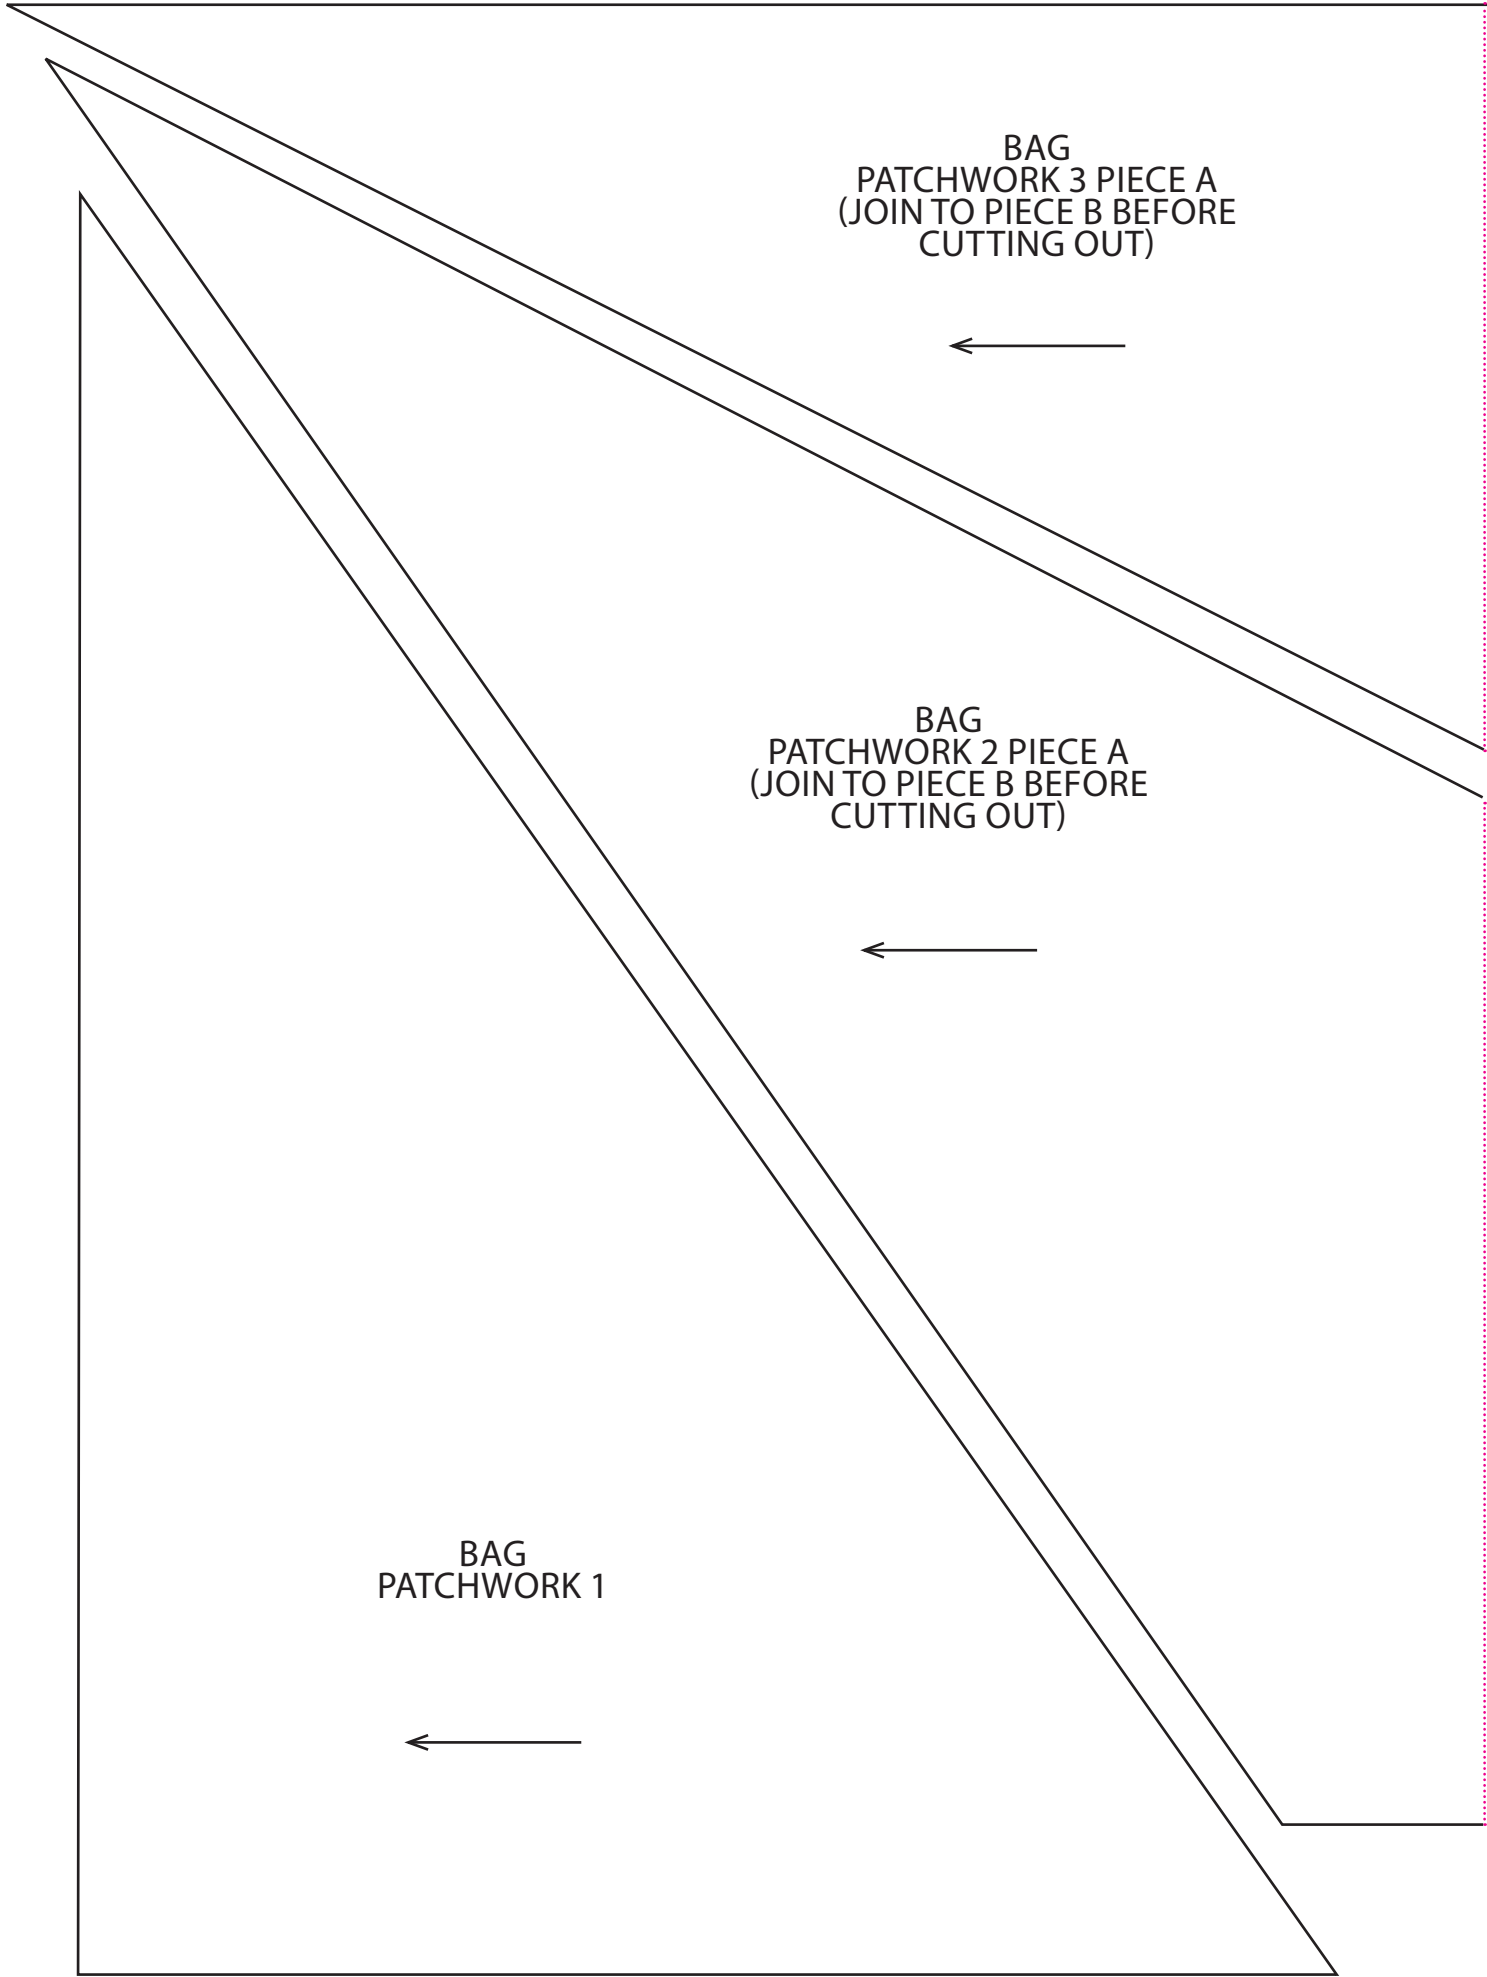 BAG
PATCHWORK 3 PIECE A
(JOIN TO PIECE B BEFORE
CUTTING OUT)
BAG
PATCHWORK 2 PIECE A
(JOIN TO PIECE B BEFORE
CUTTING OUT)
BAG
PATCHWORK 1